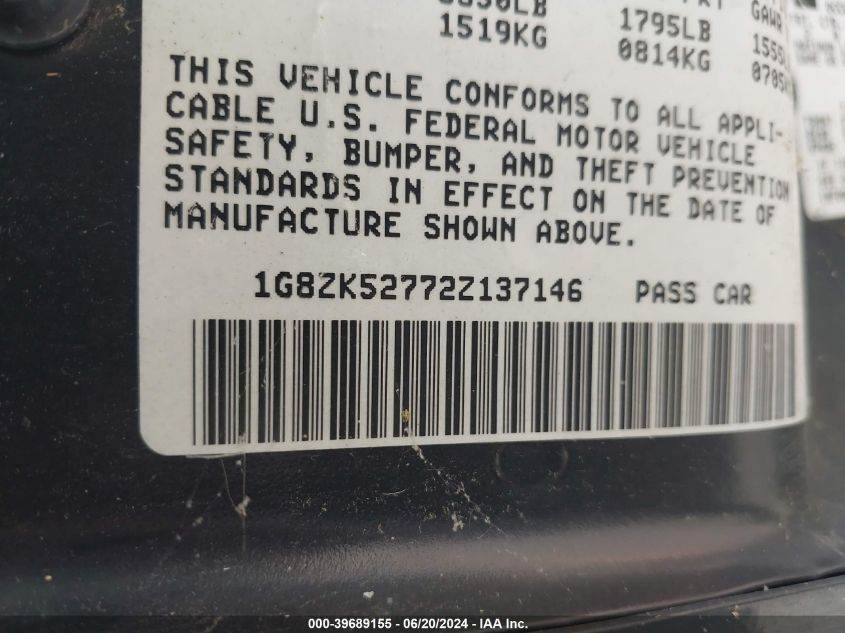 1519KG
1795LB
0814KG
GAWR
THIS VEHICLE CONFORMS TO ALL APPLI-
CABLE U.S. FEDERAL MOTOR VEHICLE
SAFETY, BUMPER, AND THEFT PREVENTION
STANDARDS IN EFFECT ON THE DATE OF
MANUFACTURE SHOWN ABOVE.
1G8ZK52772Z137146 PASS CAR
000-39689155 - 06/20/2024 - IAA Inc.